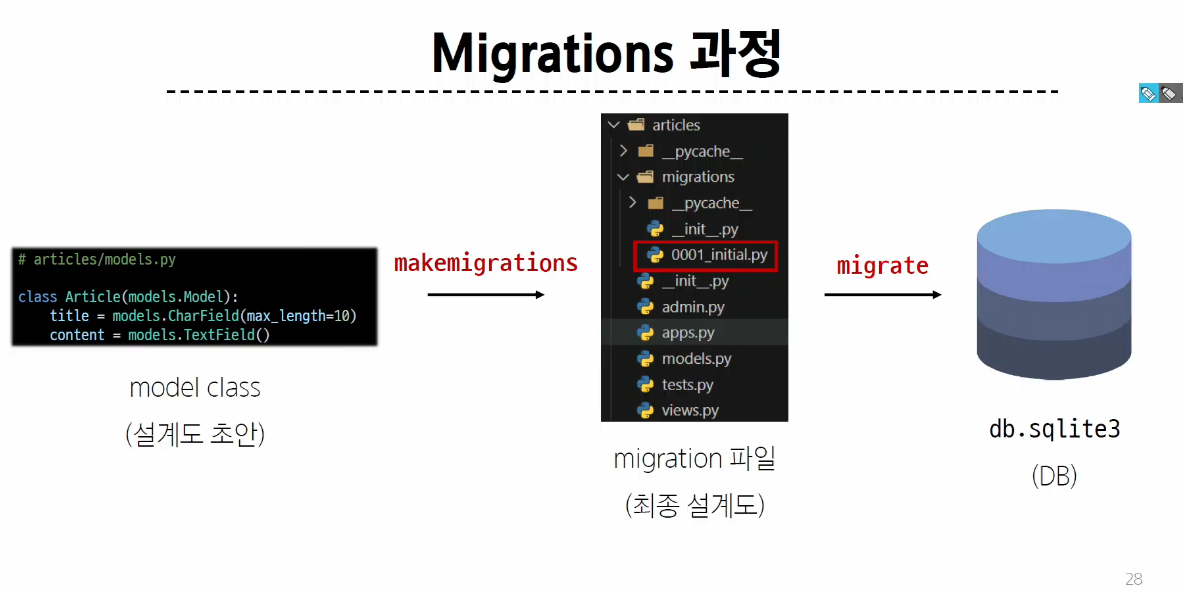 Migrations 과정
# articles/models.py
class Article(models.Model):
title = models.CharField(max_length=10)
content = models.TextField()
model class
(설계도 초안)
makemigrations
articles
__pycache__
migrations
__pycache__
__init__.py
0001_initial.py
__init__.py
admin.py
apps.py
models.py
tests.py
views.py
migration 파일
(최종 설계도)
migrate
db.sqlite3
(DB)
28